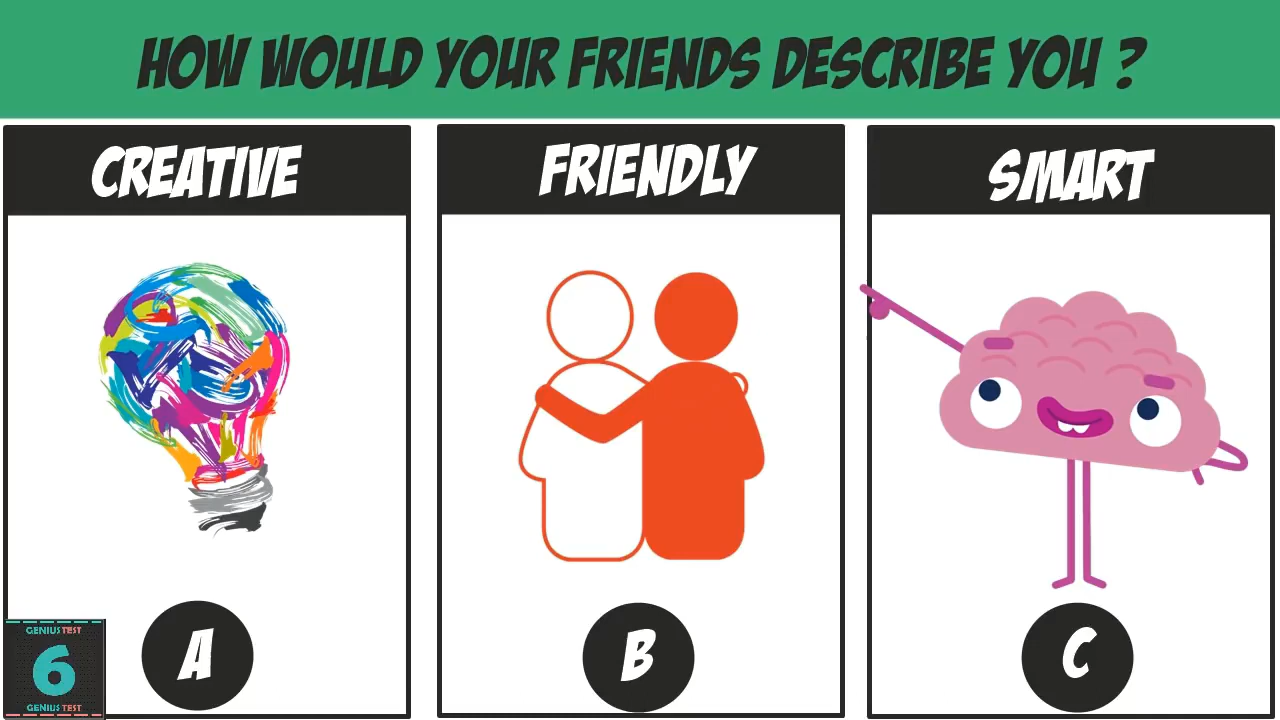 HOW WOULD YOUR FRIENDS DESCRIBE YOU ?
CREATIVE
FRIENDLY
SMART
A
B
C
GENIUS TEST
6
GENIUS TEST